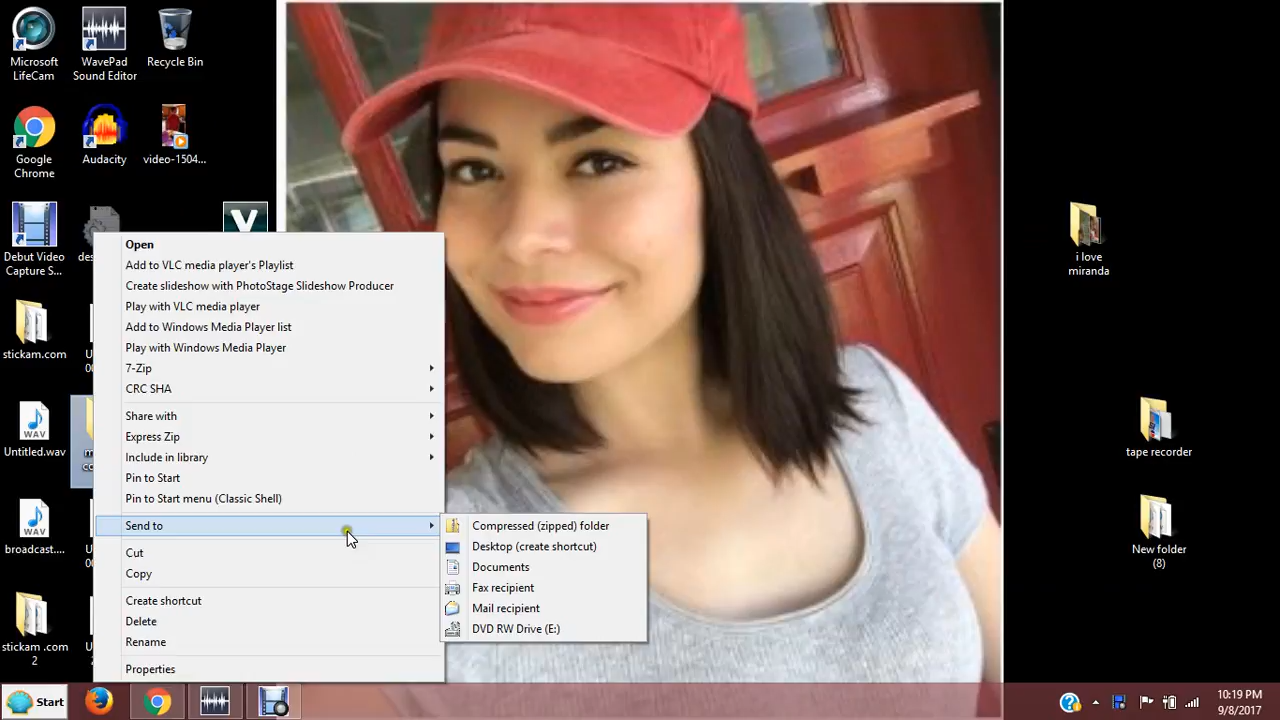 Microsoft
LifeCam
WavePad
Sound Editor
Recycle Bin
Google
Chrome
Audacity
video-1504...
Debut Video
Capture S...
des
V
i love
miranda
stickam.com
U
00
Untitled.wav
m
co
tape recorder
broadcast....
New folder
(8)
stickam .com
2
Open
Add to VLC media player's Playlist
Create slideshow with PhotoStage Slideshow Producer
Play with VLC media player
Add to Windows Media Player list
Play with Windows Media Player
7-Zip
CRC SHA
Share with
Express Zip
Include in library
Pin to Start
Pin to Start menu (Classic Shell)
Send to
Cut
Copy
Create shortcut
Delete
Rename
Properties
Compressed (zipped) folder
Desktop (create shortcut)
Documents
Fax recipient
Mail recipient
DVD RW Drive (E:)
Start
10:19 PM
9/8/2017